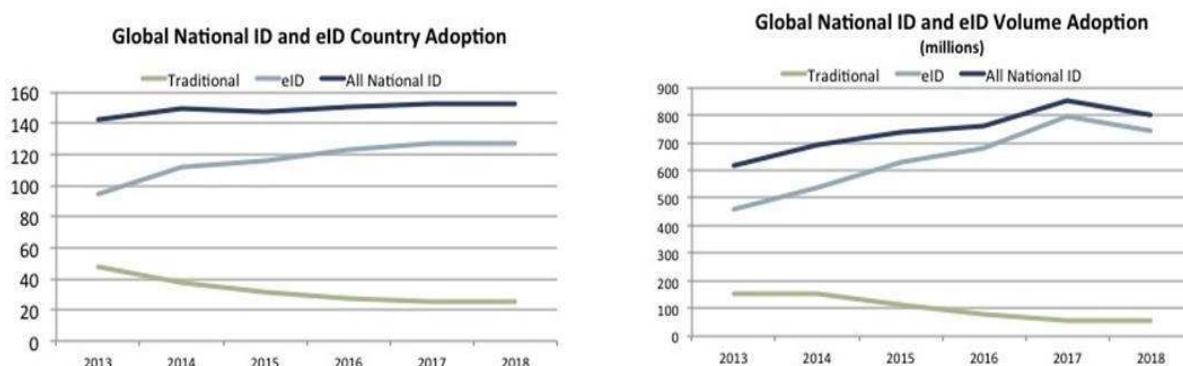 Global National ID and eID Country Adoption
Traditional eID All National ID
160
140
120
100
80
60
40
20
0
2013 2014 2015 2016 2017 2018
Global National ID and eID Volume Adoption
(millions)
Traditional eID All National ID
900
800
700
600
500
400
300
200
100
0
2013 2014 2015 2016 2017 2018